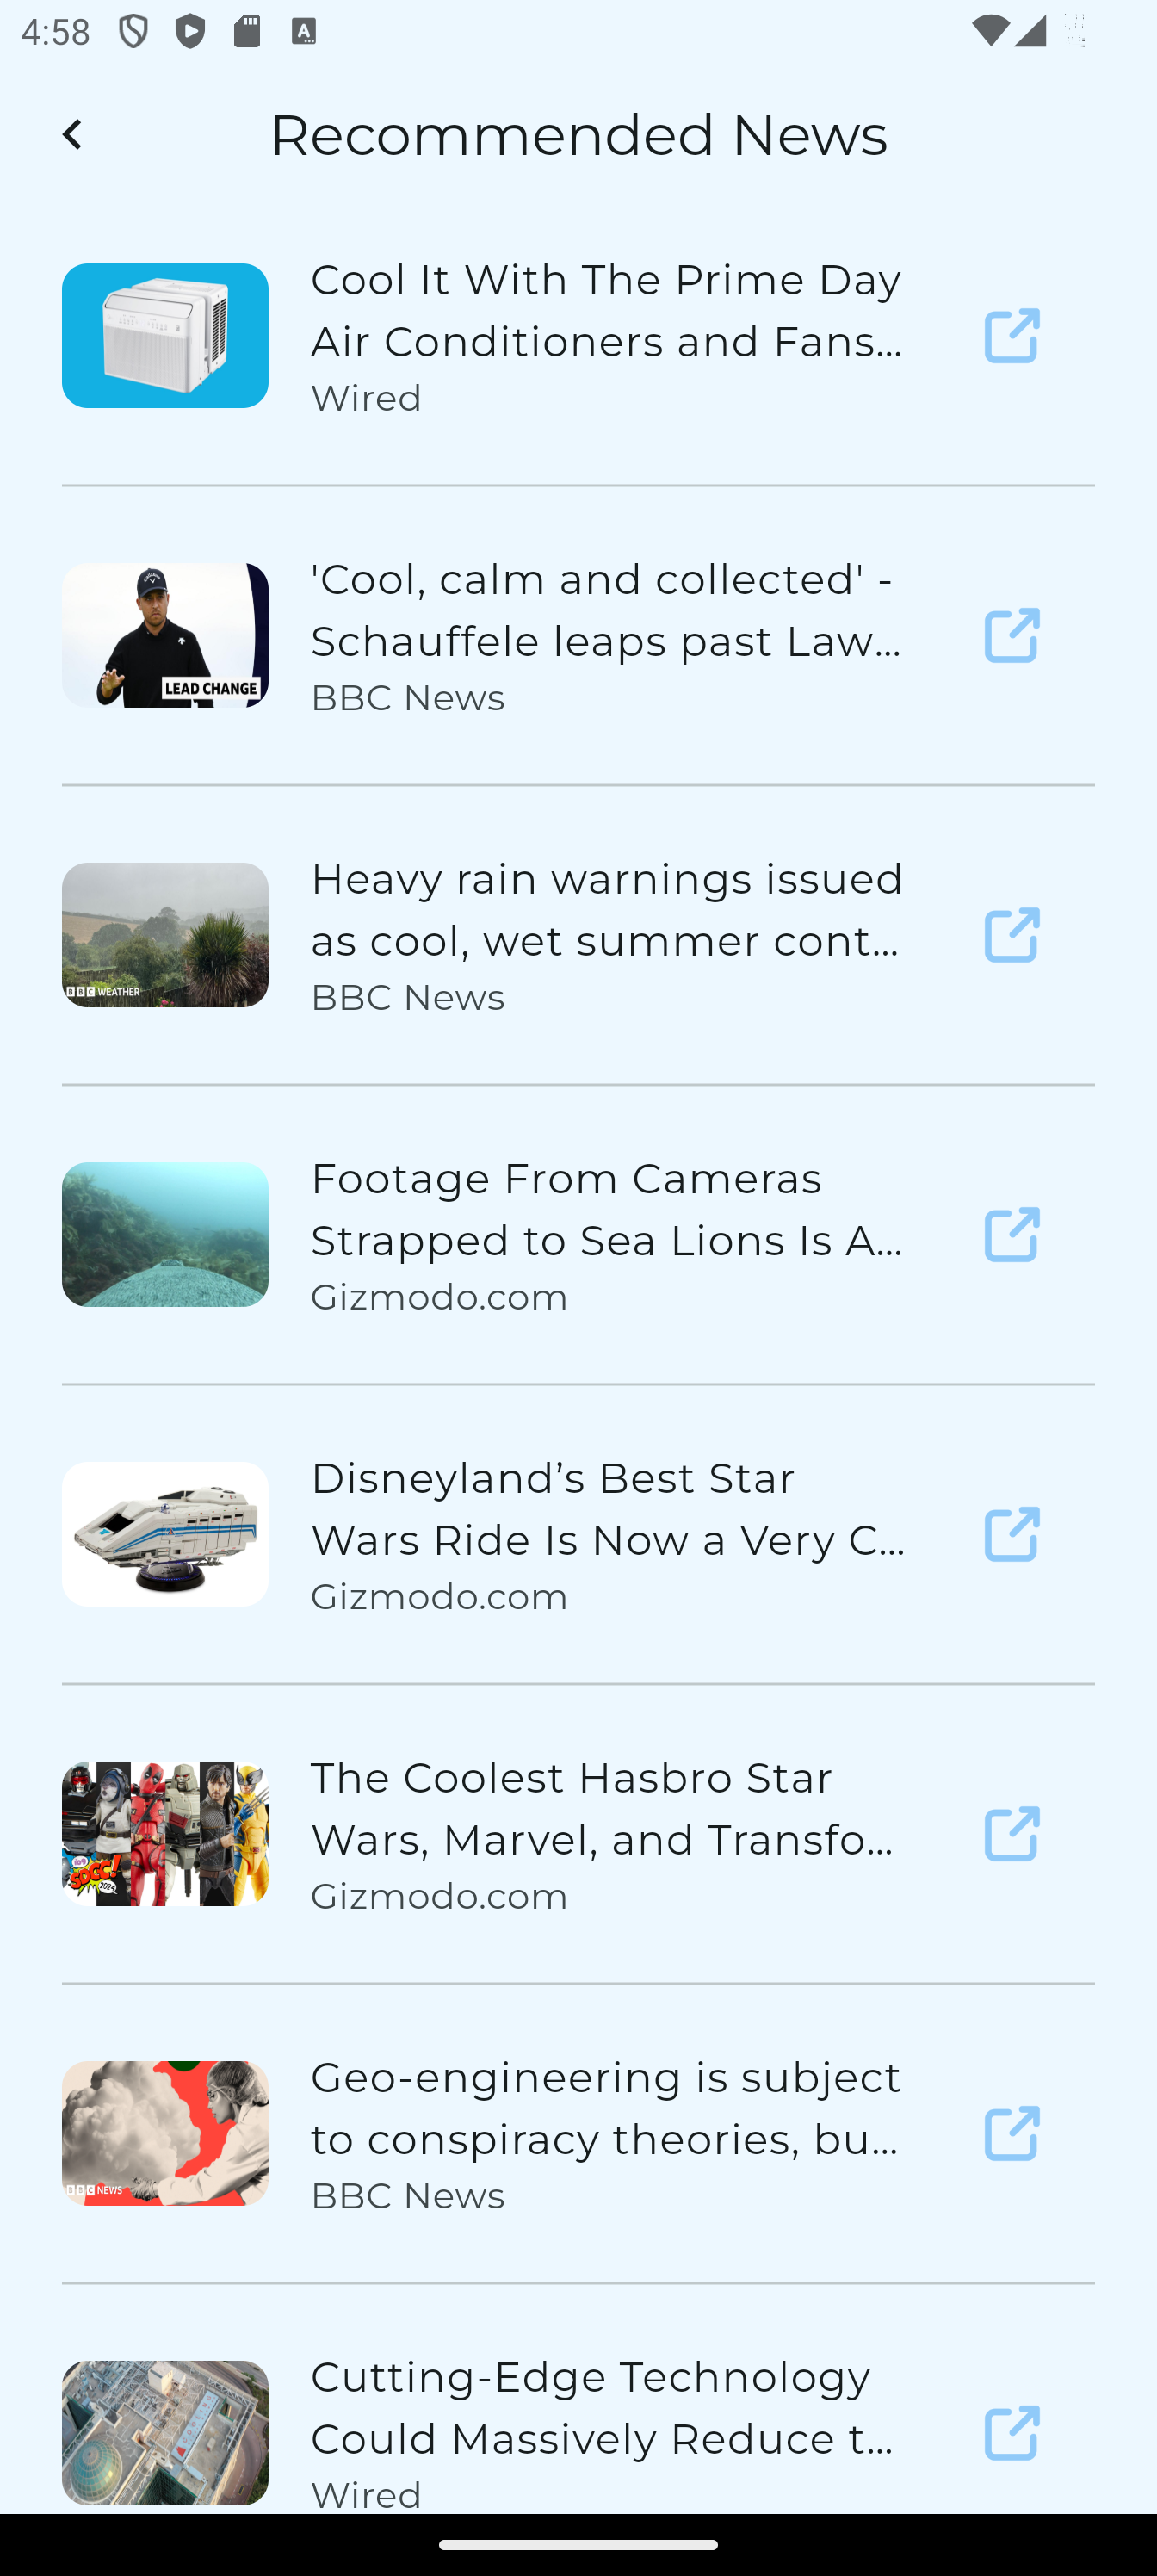 4:58
Recommended News
Cool It With The Prime Day
Air Conditioners and Fans...
Wired
'Cool, calm and collected' -
Schauffele leaps past Law...
BBC News
LEAD CHANGE
Heavy rain warnings issued
as cool, wet summer cont...
BBC News
BBC WEATHER
Footage From Cameras
Strapped to Sea Lions Is A...
Gizmodo.com
Disneyland’s Best Star
Wars Ride Is Now a Very C...
Gizmodo.com
The Coolest Hasbro Star
Wars, Marvel, and Transfo...
Gizmodo.com
io9
SDCC!
2024
Geo-engineering is subject
to conspiracy theories, bu...
BBC News
BBC NEWS
Cutting-Edge Technology
Could Massively Reduce t...
Wired